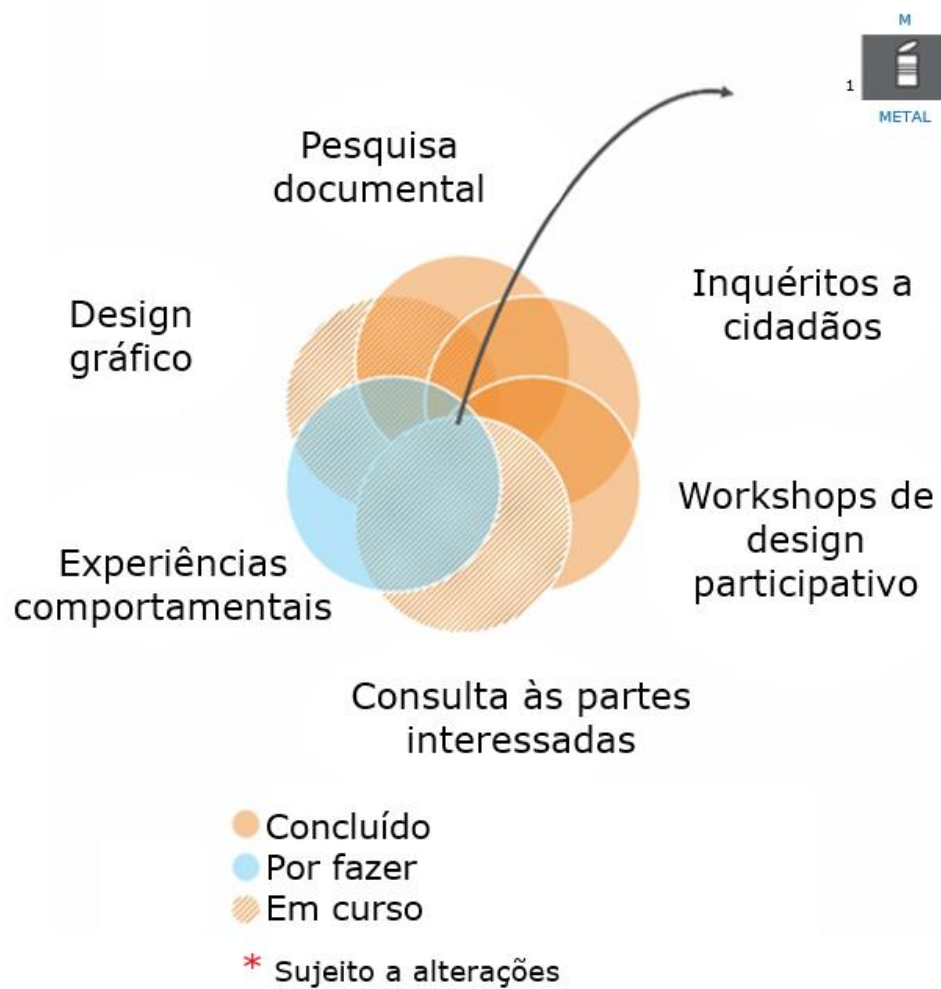 M
1
METAL
Pesquisa
documental
Inquéritos a
cidadãos
Design
gráfico
Workshops de
design
participativo
Experiências
comportamentais
Consulta às partes
interessadas
Concluído
Por fazer
Em curso
* Sujeito a alterações